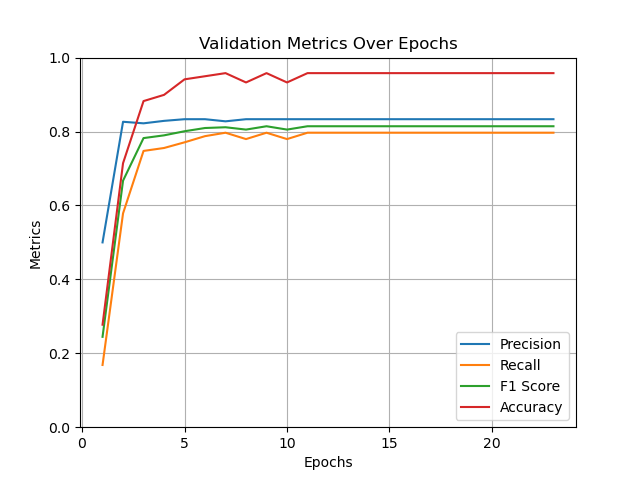 Validation Metrics Over Epochs
1.0
0.8
0.6
0.4
0.2
0.0
Metrics
0 5 10 15 20
Epochs
Precision
Recall
F1 Score
Accuracy